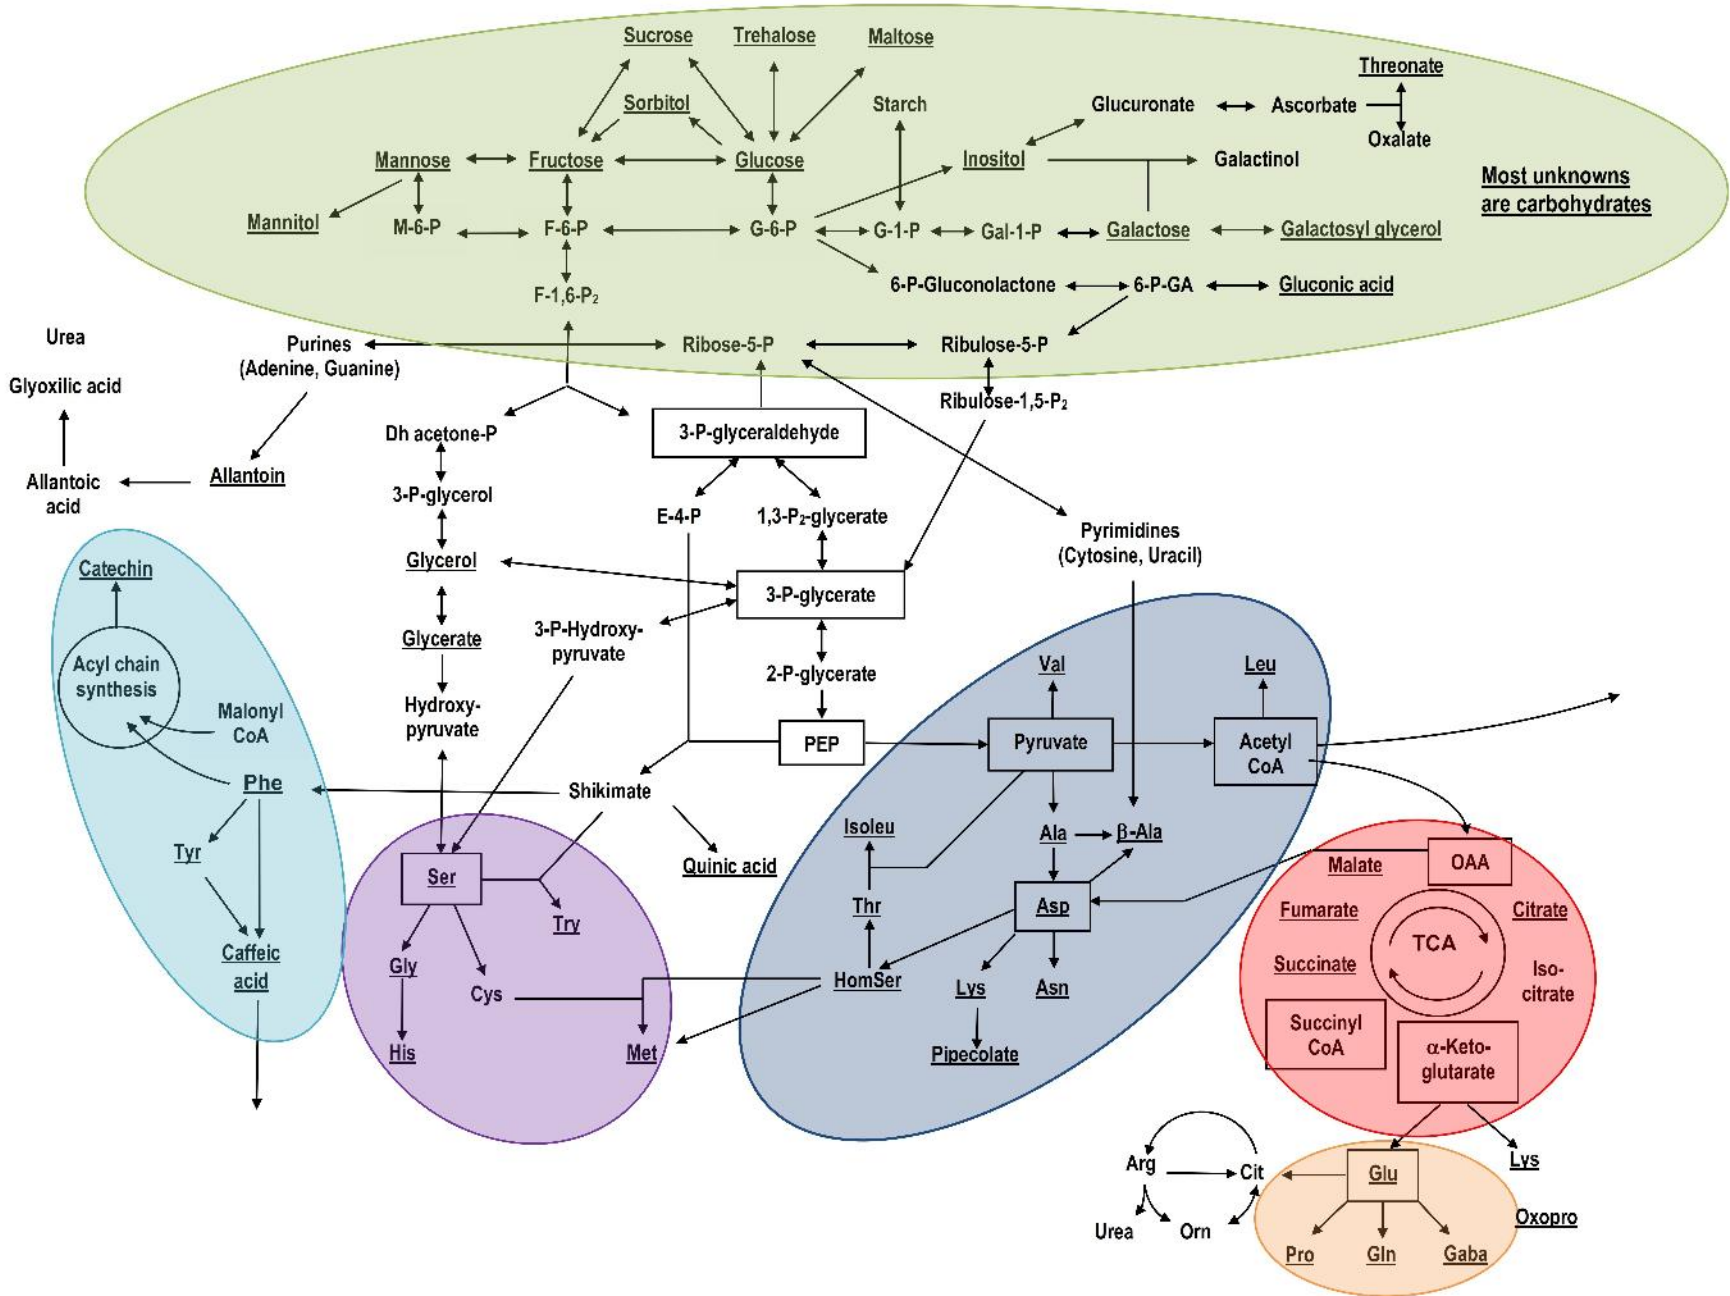 Sucrose
Trehalose
Maltose
Threonate
Sorbitol
Starch
Glucuronate
Ascorbate
Oxalate
Mannose
Fructose
Glucose
Inositol
Galactinol
Most unknowns
are carbohydrates
Mannitol
M-6-P
F-6-P
G-6-P
G-1-P
Gal-1-P
Galactose
Galactosyl glycerol
6-P-Gluconolactone
6-P-GA
Gluconic acid
F-1,6-P₂
Urea
Purines
(Adenine, Guanine)
Ribose-5-P
Ribulose-5-P
Glyoxilic acid
Ribulose-1,5-P₂
Dh acetone-P
3-P-glyceraldehyde
Allantoic
acid
Allantoin
3-P-glycerol
E-4-P
1,3-P₂-glycerate
Pyrimidines
(Cytosine, Uracil)
Catechin
Glycerol
3-P-glycerate
Glycerate
3-P-Hydroxy-
pyruvate
Acyl chain
synthesis
2-P-glycerate
Val
Leu
Malonyl
CoA
Hydroxy-
pyruvate
PEP
Pyruvate
Acetyl
CoA
Phe
Shikimate
Isoleu
Ala
β-Ala
Tyr
Quinic acid
Malate
OAA
Ser
Thr
Asp
Fumarate
Citrate
Try
TCA
Caffeic
acid
Gly
Cys
HomSer
Lys
Asn
Succinate
Iso-
citrate
His
Met
Pipecolate
Succinyl
CoA
α-Keto-
glutarate
Arg
Cit
Glu
Lys
Urea
Orn
Oxopro
Pro
Gln
Gaba